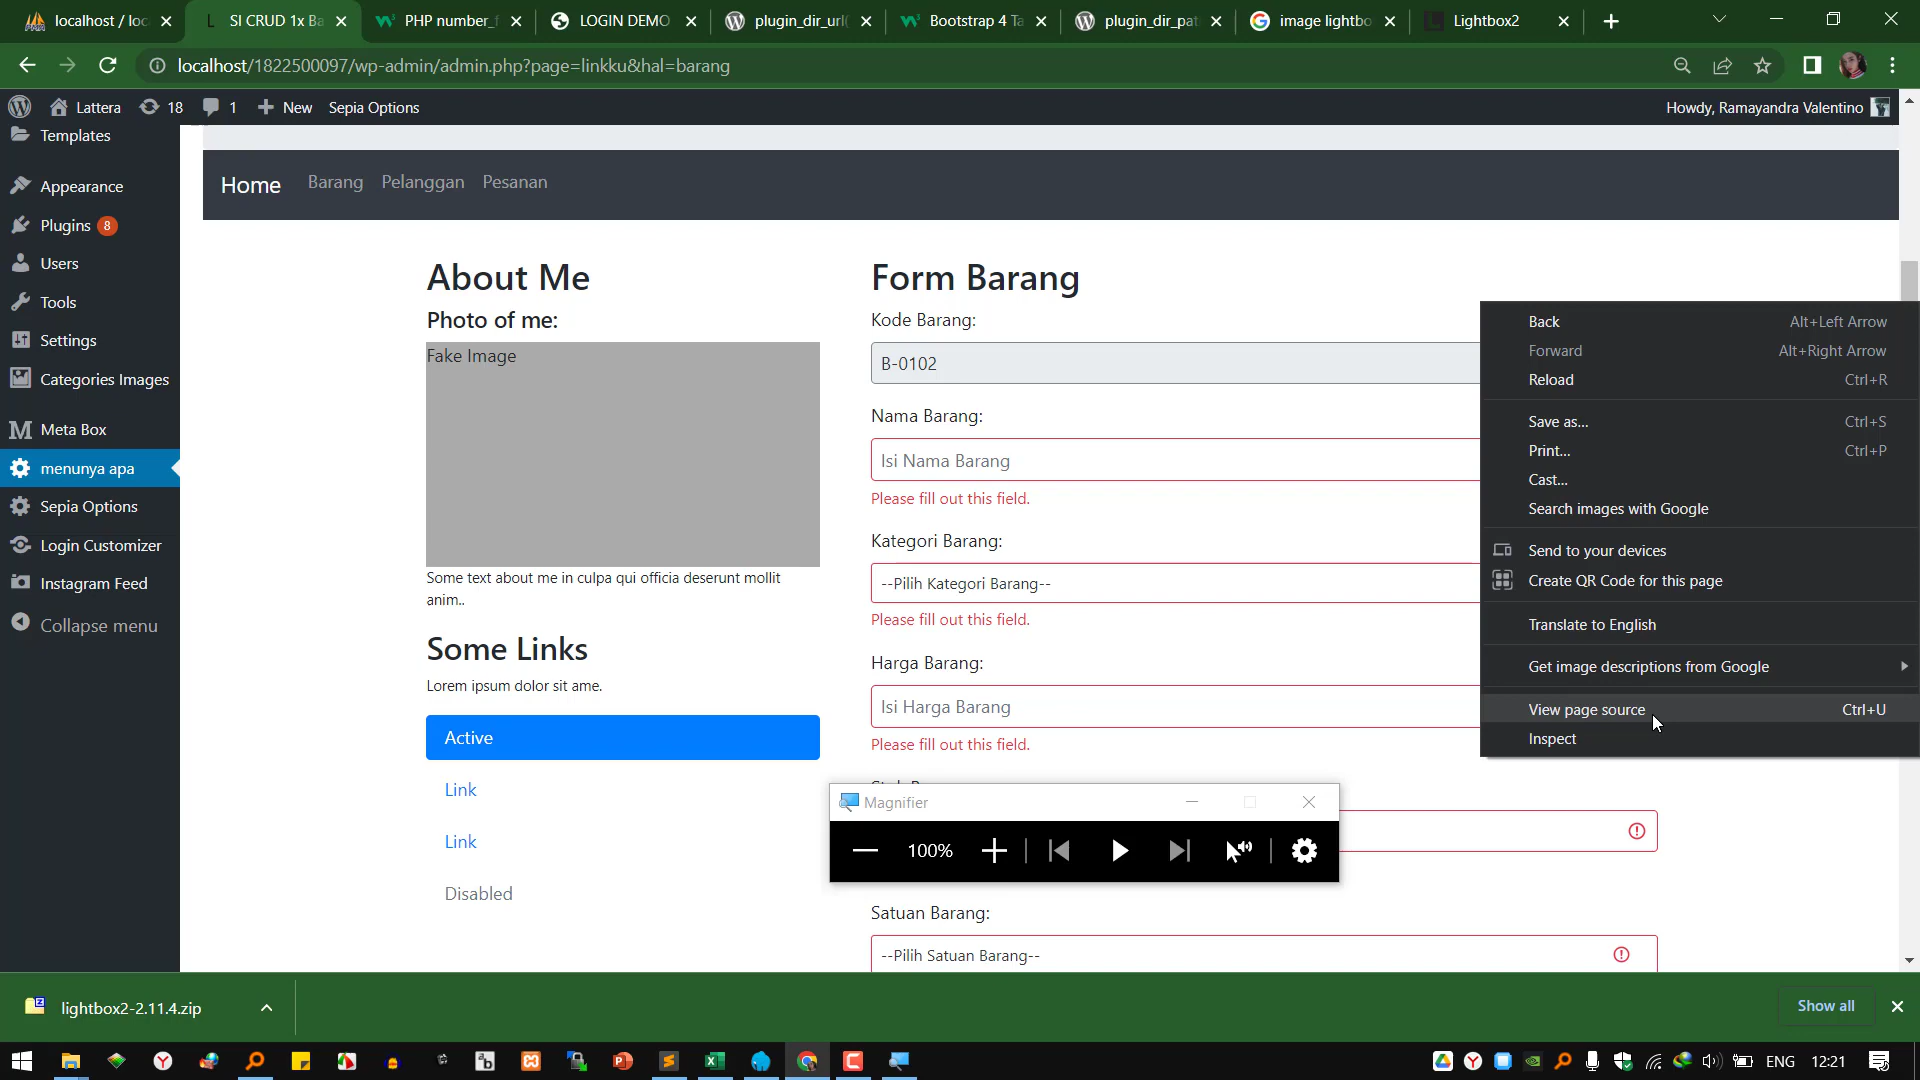 localhost / loc
SI CRUD 1x Ba
PHP number_f
LOGIN DEMO
plugin_dir_url(
Bootstrap 4 Ta
plugin_dir_pat
image lightbo
Lightbox2
localhost/1822500097/wp-admin/admin.php?page=linkku&hal=barang
Lattera
18
1
New
Sepia Options
Howdy, Ramayandra Valentino
Templates
Appearance
Plugins 8
Users
Tools
Settings
Categories Images
Meta Box
menunya apa
Sepia Options
Login Customizer
Instagram Feed
Collapse menu
Home
Barang
Pelanggan
Pesanan
About Me
Photo of me:
Fake Image
Some text about me in culpa qui officia deserunt mollit
anim..
Some Links
Lorem ipsum dolor sit ame.
Active
Link
Link
Disabled
Form Barang
Kode Barang:
B-0102
Nama Barang:
Isi Nama Barang
Please fill out this field.
Kategori Barang:
--Pilih Kategori Barang--
Please fill out this field.
Harga Barang:
Isi Harga Barang
Please fill out this field.
Satuan Barang:
--Pilih Satuan Barang--
Back Alt+Left Arrow
Forward Alt+Right Arrow
Reload Ctrl+R
Save as... Ctrl+S
Print... Ctrl+P
Cast...
Search images with Google
Send to your devices
Create QR Code for this page
Translate to English
Get image descriptions from Google
View page source Ctrl+U
Inspect
Magnifier
100%
lightbox2-2.11.4.zip
Show all
ENG
12:21